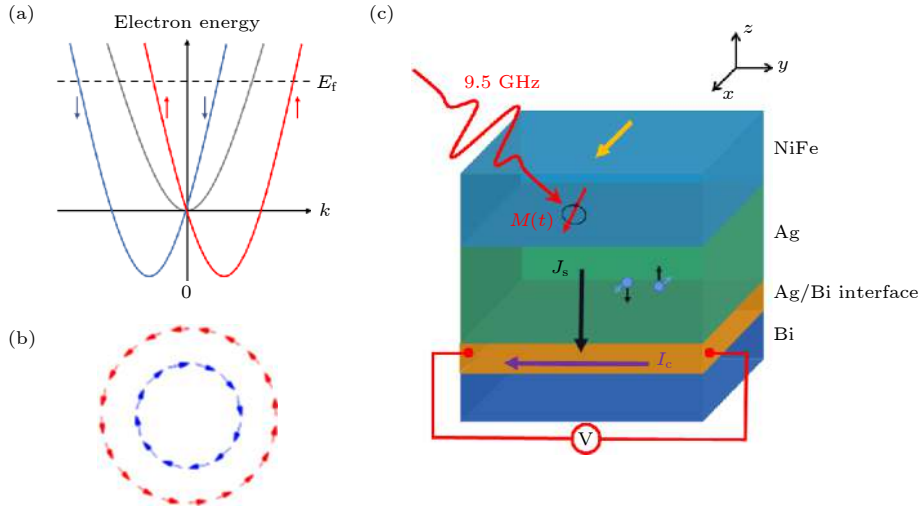 (a)
Electron energy
E_f
k
0
(b)
(c)
9.5 GHz
z
y
x
NiFe
M(t)
Ag
J_s
Ag/Bi interface
Bi
I_c
V